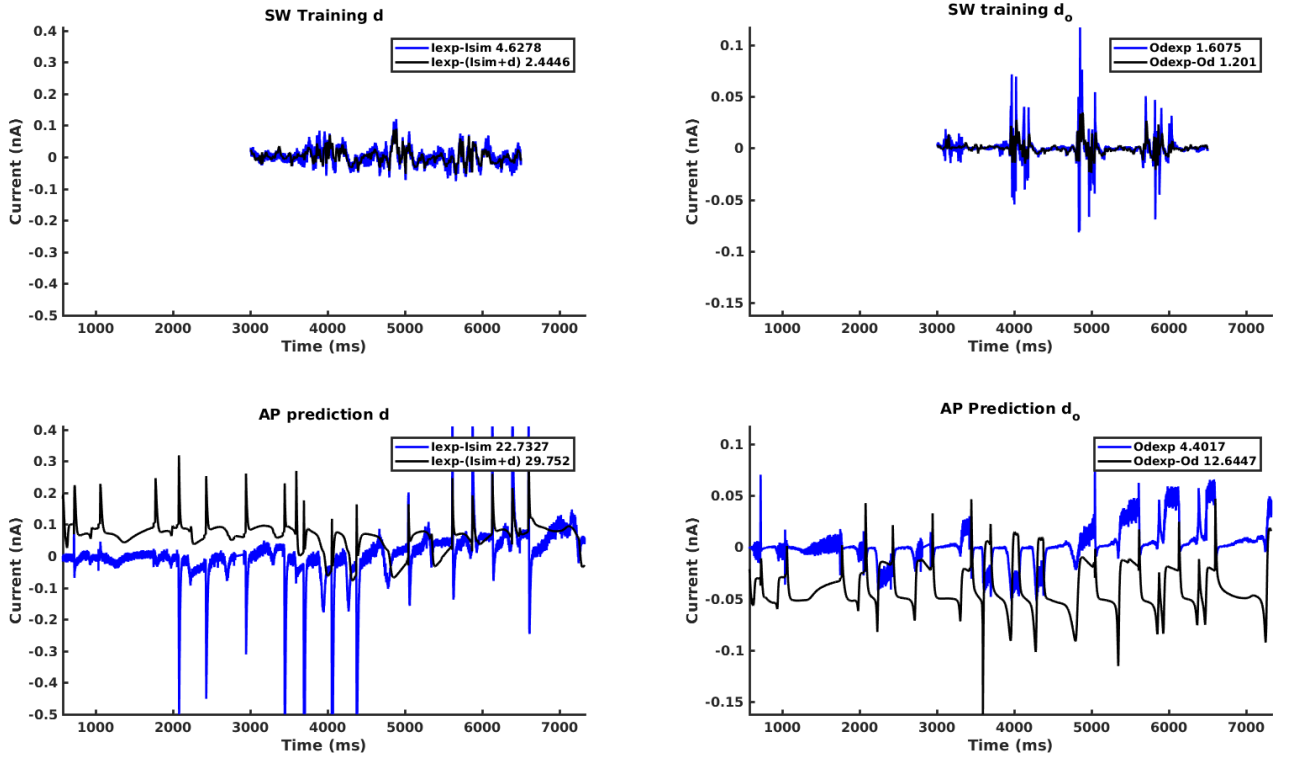 SW Training d
0.4
0.3
0.2
0.1
0
-0.1
-0.2
-0.3
-0.4
-0.5
Current (nA)
Iexp-Isim 4.6278
Iexp-(Isim+d) 2.4446
1000 2000 3000 4000 5000 6000 7000
Time (ms)
SW training do
0.1
0.05
0
-0.05
-0.1
-0.15
Current (nA)
Odexp 1.6075
Odexp-Od 1.201
1000 2000 3000 4000 5000 6000 7000
Time (ms)
AP prediction d
0.4
0.3
0.2
0.1
0
-0.1
-0.2
-0.3
-0.4
-0.5
Current (nA)
Iexp-Isim 22.7327
Iexp-(Isim+d) 29.752
1000 2000 3000 4000 5000 6000 7000
Time (ms)
AP Prediction do
0.1
0.05
0
-0.05
-0.1
-0.15
Current (nA)
Odexp 4.4017
Odexp-Od 12.6447
1000 2000 3000 4000 5000 6000 7000
Time (ms)